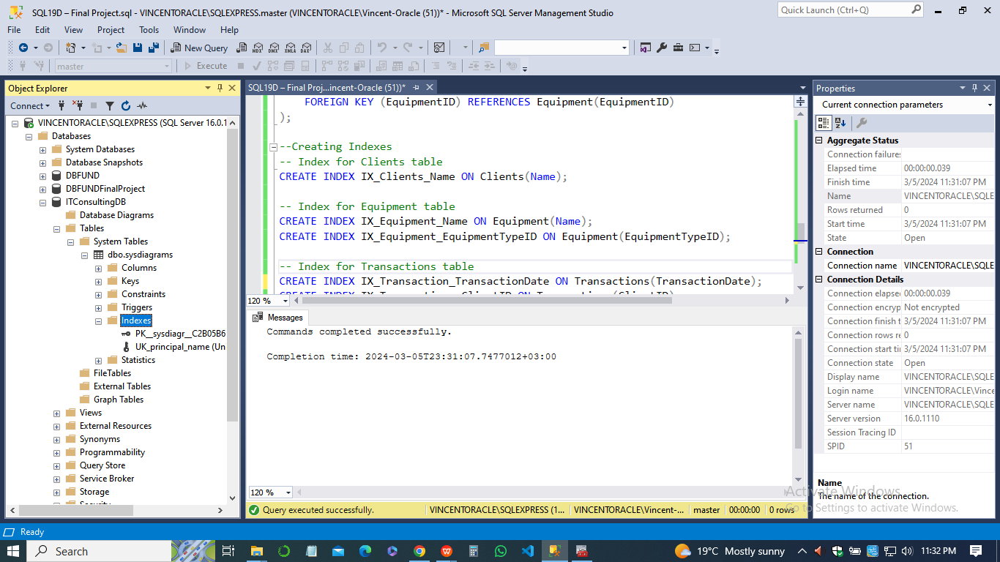 SQL19D – Final Project.sql - VINCENTORACLE\SQLEXPRESS.master (VINCENTORACLE\Vincent-Oracle (51))* - Microsoft SQL Server Management Studio
Quick Launch (Ctrl+Q)
File Edit View Project Tools Window Help
New Query MDX DMX XMLA DAX
master Execute
Object Explorer
Connect
VINCENTORACLE\SQLEXPRESS (SQL Server 16.0.1
Databases
System Databases
Database Snapshots
DBFUND
DBFUNDFinalProject
ITConsultingDB
Database Diagrams
Tables
System Tables
dbo.sysdiagrams
Columns
Keys
Constraints
Triggers
Indexes
PK__sysdiagr__C2B05B6
UK_principal_name (Un
Statistics
FileTables
External Tables
Graph Tables
Views
External Resources
Synonyms
Programmability
Query Store
Service Broker
Storage
Security
SQL19D – Final Proj...incent-Oracle (51))*
FOREIGN KEY (EquipmentID) REFERENCES Equipment(EquipmentID)
);
--Creating Indexes
-- Index for Clients table
CREATE INDEX IX_Clients_Name ON Clients(Name);
-- Index for Equipment table
CREATE INDEX IX_Equipment_Name ON Equipment(Name);
CREATE INDEX IX_Equipment_EquipmentTypeID ON Equipment(EquipmentTypeID);
-- Index for Transactions table
CREATE INDEX IX_Transaction_TransactionDate ON Transactions(TransactionDate);
120 %
Messages
Commands completed successfully.
Completion time: 2024-03-05T23:31:07.7477012+03:00
120 %
Query executed successfully. VINCENTORACLE\SQLEXPRESS (1... VINCENTORACLE\Vincent-... master 00:00:00 0 rows
Properties
Current connection parameters
Aggregate Status
Connection failures
Elapsed time 00:00:00.039
Finish time 3/5/2024 11:31:07 PM
Name VINCENTORACLE\SQLE
Rows returned 0
Start time 3/5/2024 11:31:07 PM
State Open
Connection
Connection name VINCENTORACLE\SQLE
Connection Details
Connection elapse 00:00:00.039
Connection encryp Not encrypted
Connection finish t 3/5/2024 11:31:07 PM
Connection rows re 0
Connection start tii 3/5/2024 11:31:07 PM
Connection state Open
Display name VINCENTORACLE\SQLE
Login name VINCENTORACLE\Vince
Server name VINCENTORACLE\SQLE
Server version 16.0.1110
Session Tracing ID
SPID 51
Name
The name of the connection.
Activate Windows
Go to Settings to activate Windows.
Ready
Search
19°C Mostly sunny
11:32 PM